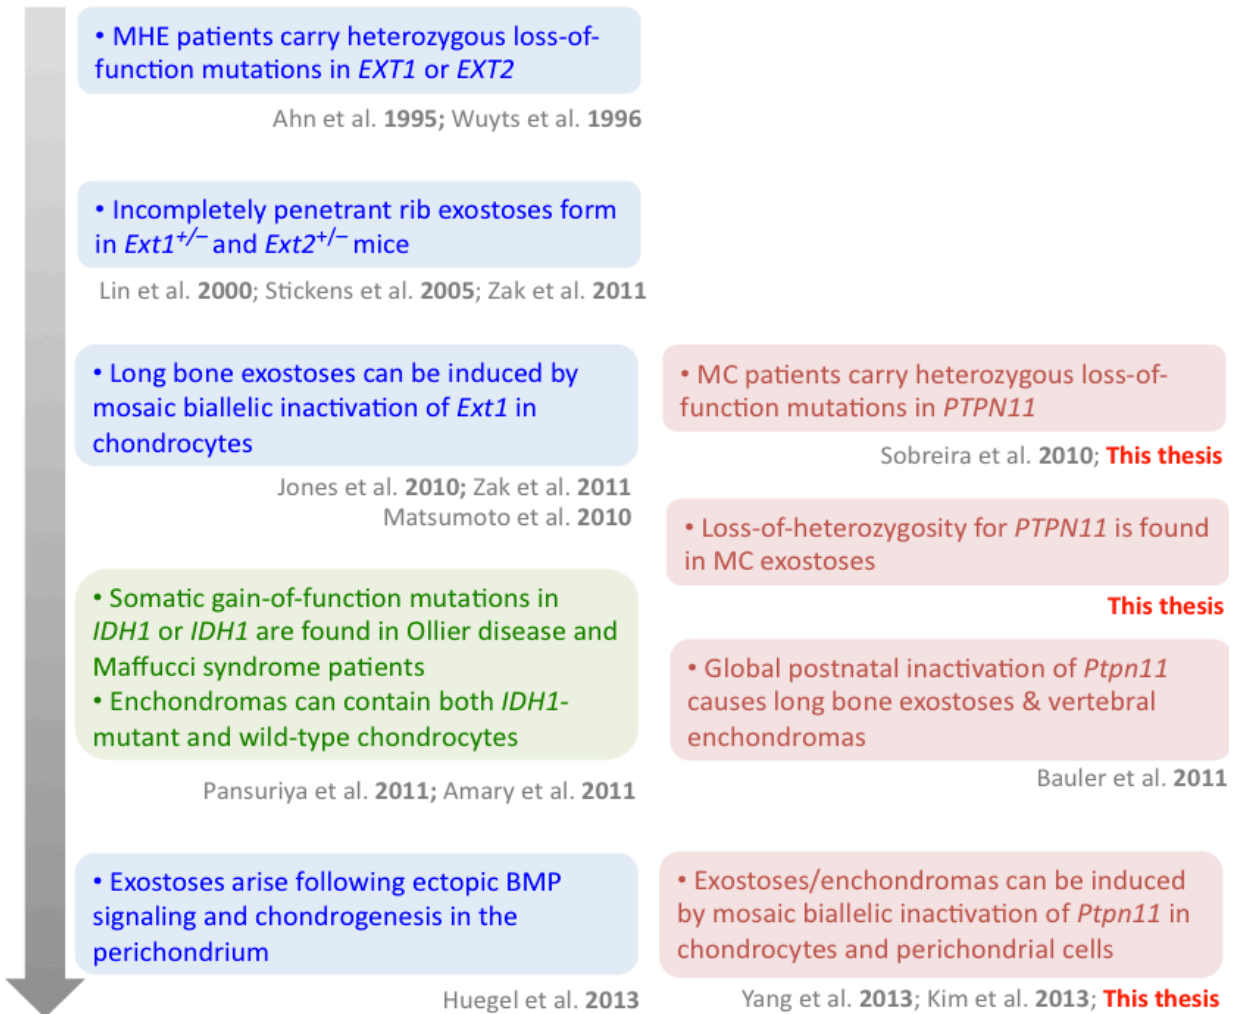 • MHE patients carry heterozygous loss-of-
function mutations in EXT1 or EXT2
Ahn et al. 1995; Wuyts et al. 1996
• Incompletely penetrant rib exostoses form
in Ext1+/– and Ext2+/– mice
Lin et al. 2000; Stickens et al. 2005; Zak et al. 2011
• Long bone exostoses can be induced by
mosaic biallelic inactivation of Ext1 in
chondrocytes
Jones et al. 2010; Zak et al. 2011
Matsumoto et al. 2010
• Somatic gain-of-function mutations in
IDH1 or IDH1 are found in Ollier disease and
Maffucci syndrome patients
• Enchondromas can contain both IDH1-
mutant and wild-type chondrocytes
Pansuriya et al. 2011; Amary et al. 2011
• Exostoses arise following ectopic BMP
signaling and chondrogenesis in the
perichondrium
Huegel et al. 2013
• MC patients carry heterozygous loss-of-
function mutations in PTPN11
Sobreira et al. 2010; This thesis
• Loss-of-heterozygosity for PTPN11 is found
in MC exostoses
This thesis
• Global postnatal inactivation of Ptpn11
causes long bone exostoses & vertebral
enchondromas
Bauler et al. 2011
• Exostoses/enchondromas can be induced
by mosaic biallelic inactivation of Ptpn11 in
chondrocytes and perichondrial cells
Yang et al. 2013; Kim et al. 2013; This thesis